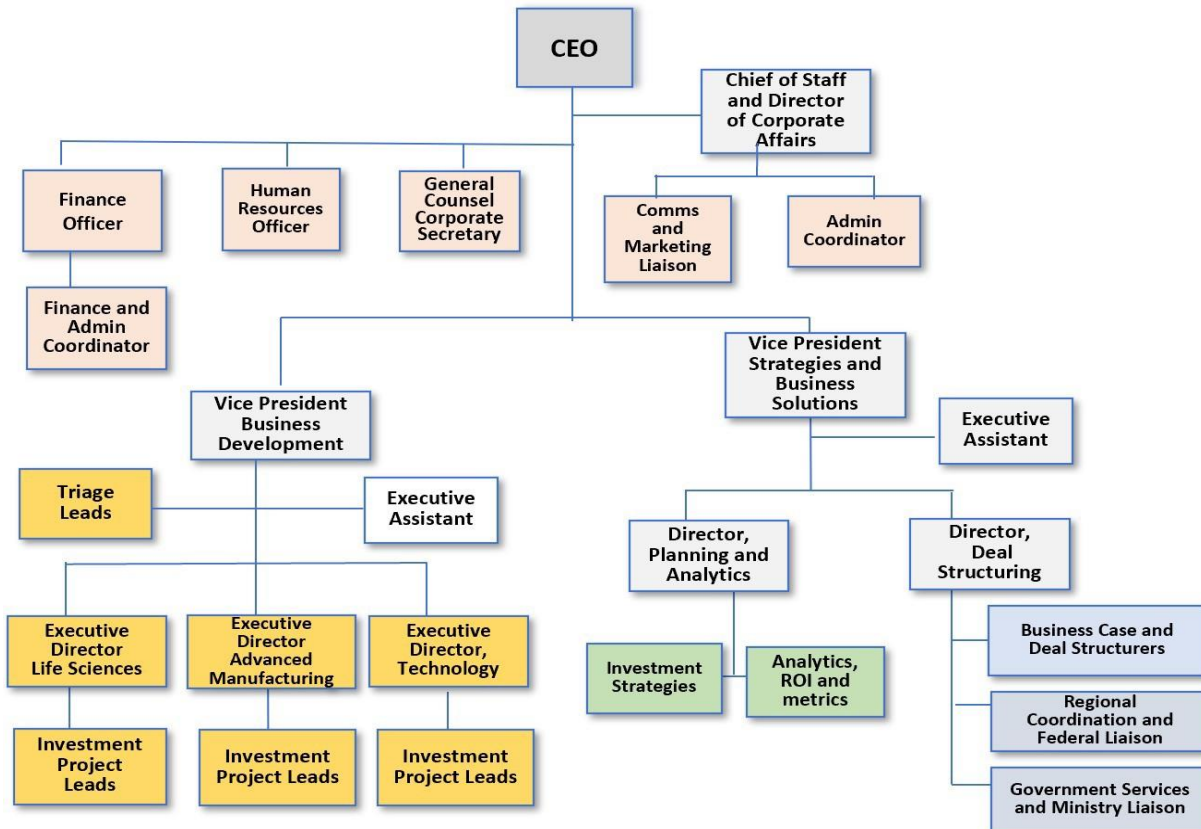 CEO
Chief of Staff
and Director
of Corporate
Affairs
Finance
Officer
Human
Resources
Officer
General
Counsel
Corporate
Secretary
Comms
and
Marketing
Liaison
Admin
Coordinator
Finance and
Admin
Coordinator
Vice President
Business
Development
Vice President
Strategies and
Business
Solutions
Executive
Assistant
Triage
Leads
Executive
Assistant
Director,
Planning and
Analytics
Director,
Deal
Structuring
Executive
Director
Life Sciences
Executive
Director
Advanced
Manufacturing
Executive
Director,
Technology
Investment
Strategies
Analytics,
ROI and
metrics
Business Case and
Deal Structurers
Regional
Coordination and
Federal Liaison
Government Services
and Ministry Liaison
Investment
Project
Leads
Investment
Project Leads
Investment
Project Leads